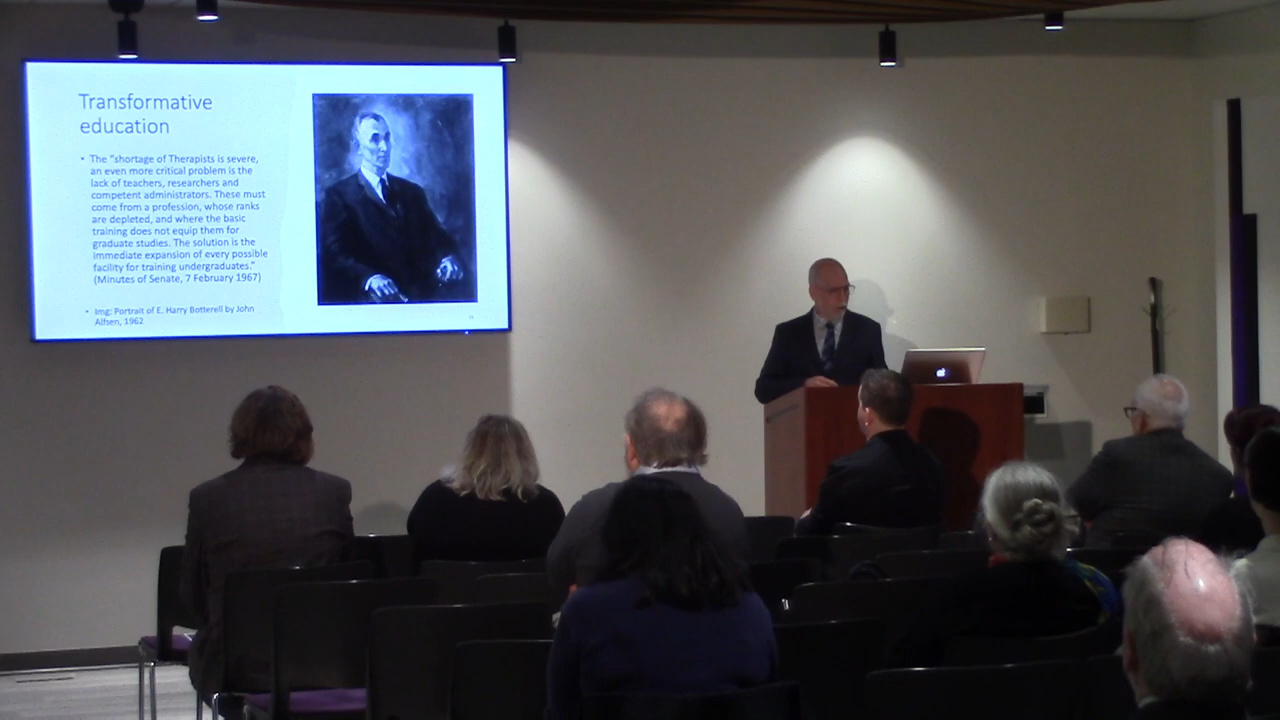 Transformative
education
• The "shortage of Therapists is severe,
an even more critical problem is the
lack of teachers, researchers and
competent administrators. These must
come from a profession, whose ranks
are depleted, and where the basic
training does not equip them for
graduate studies. The solution is the
immediate expansion of every possible
facility for training undergraduates."
(Minutes of Senate, 7 February 1967)
• Img: Portrait of E. Harry Botterell by John
Alfsen, 1962